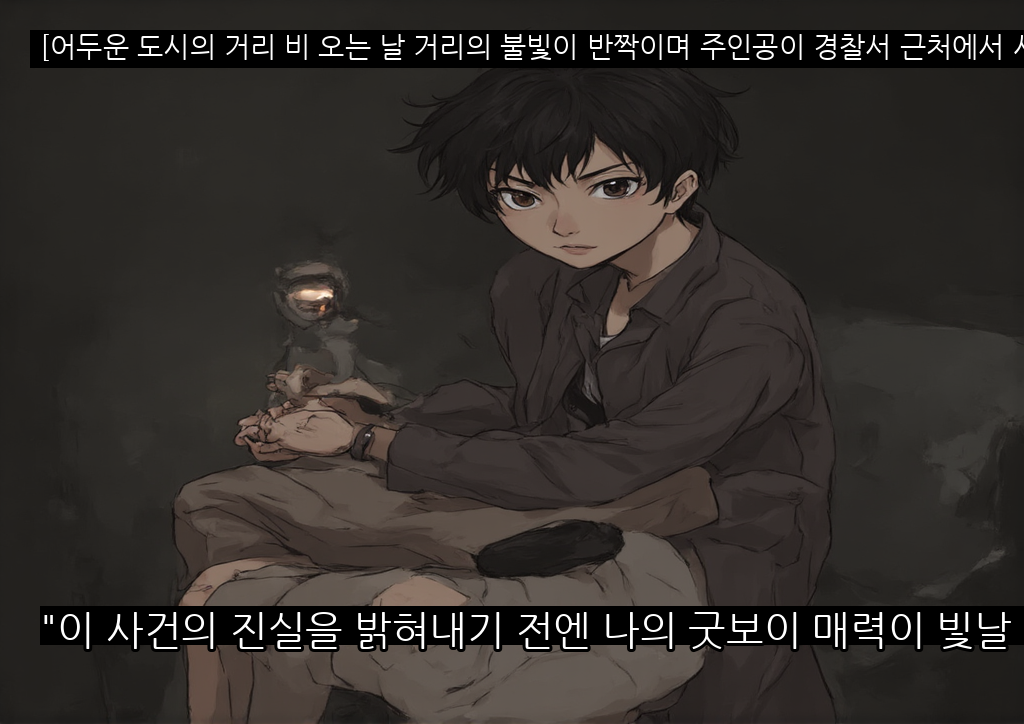 [어두운 도시의 거리 비 오는 날 거리의 불빛이 반짝이며 주인공이 경찰서 근처에서
"이 사건의 진실을 밝혀내기 전엔 나의 굿보이 매력이 빛날